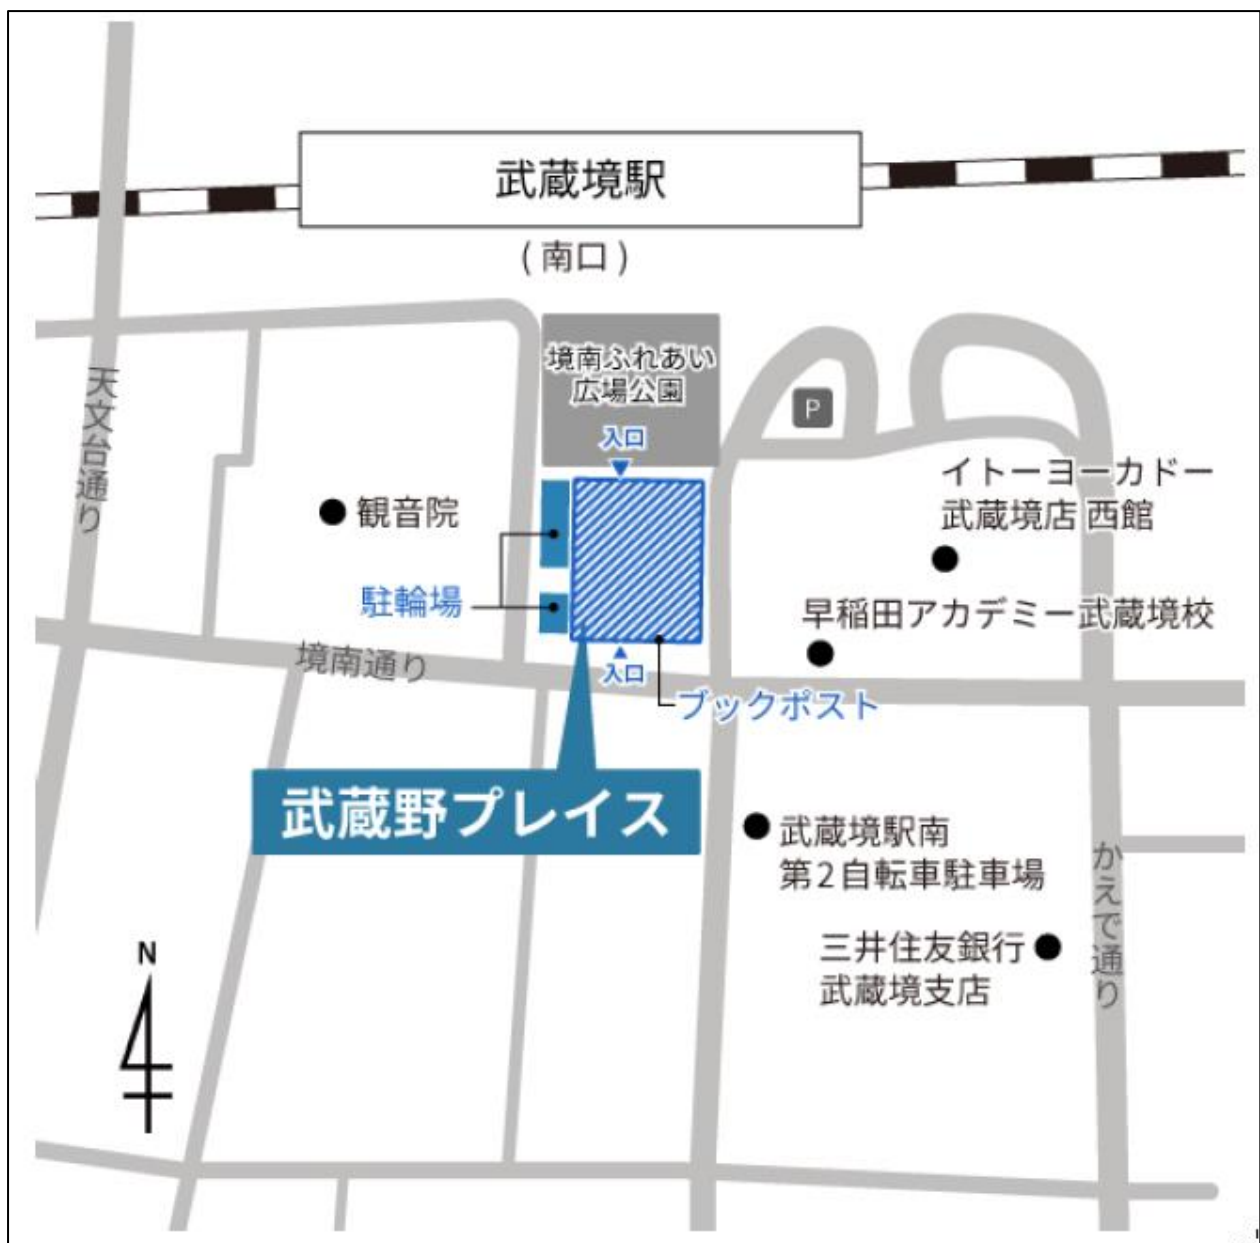 武蔵境駅
(南口)
境南ふれあい
広場公園
入口
P
天文台通り
イトーヨーカドー
武蔵境店 西館
観音院
駐輪場
早稲田アカデミー武蔵境校
境南通り
入口
ブックポスト
武蔵野プレイス
武蔵境駅南
第2自転車駐車場
かえで通り
三井住友銀行
武蔵境支店
N